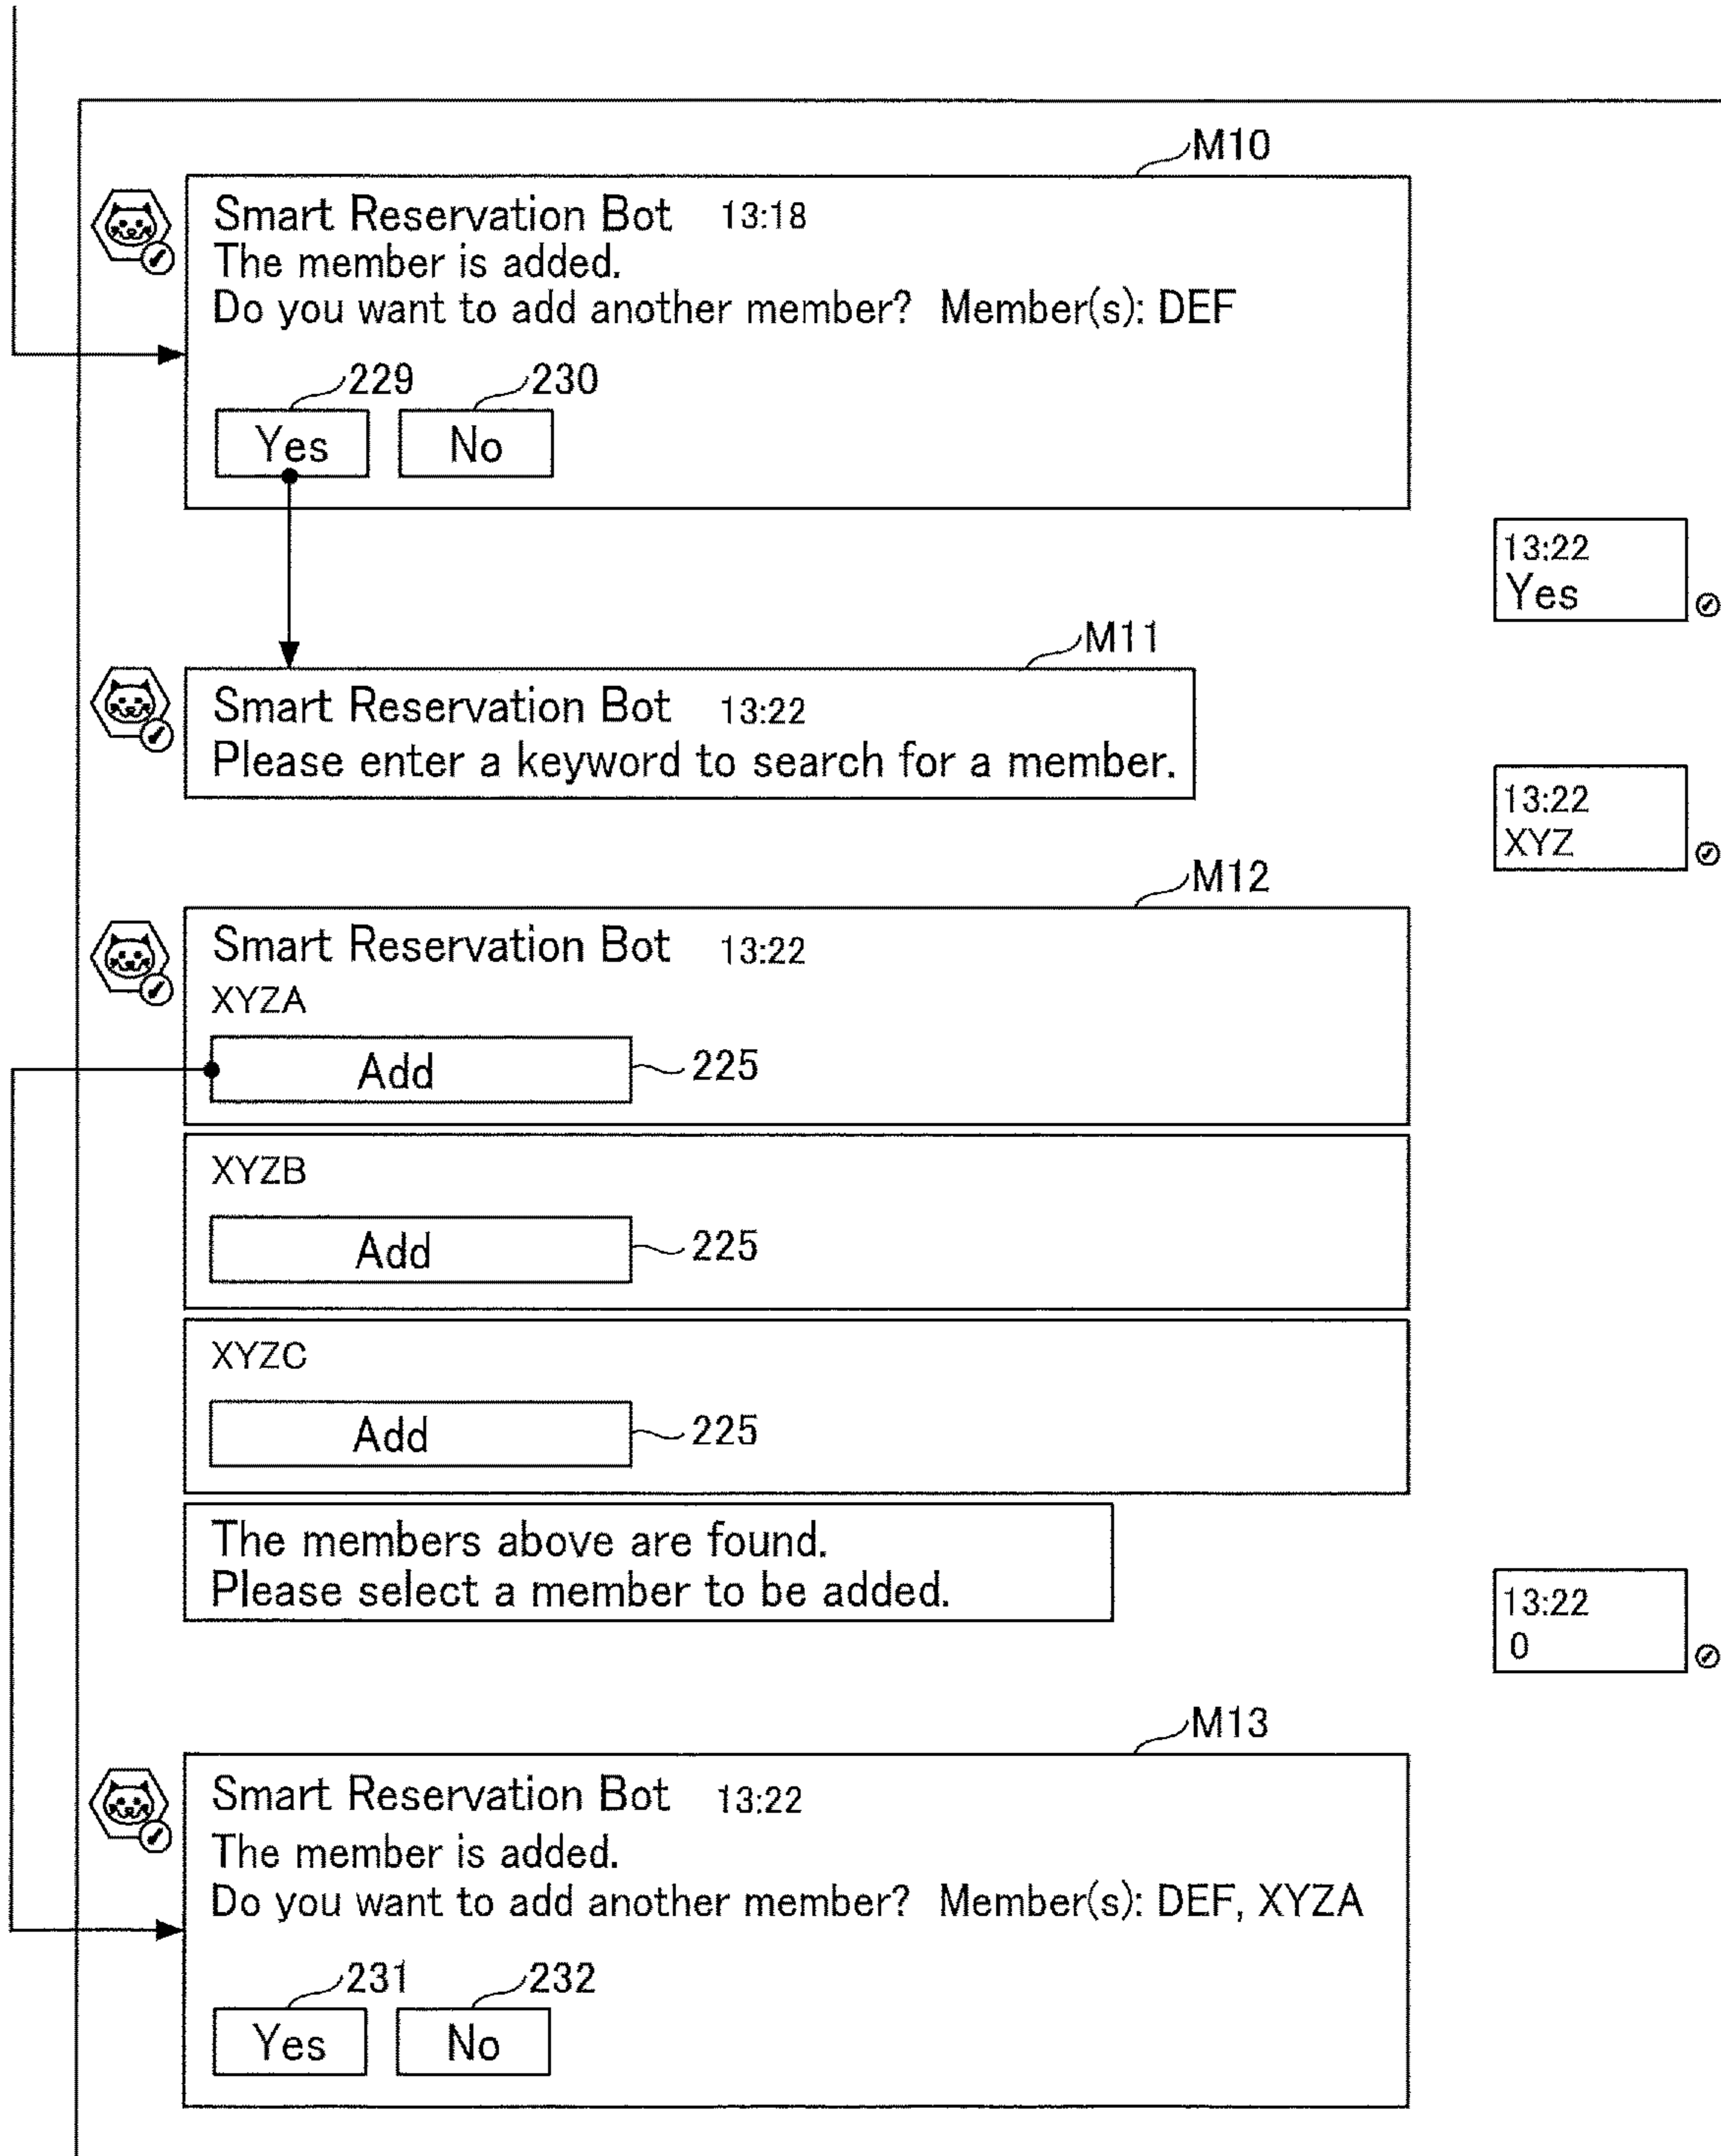 M10
Smart Reservation Bot 13:18
The member is added.
Do you want to add another member? Member(s): DEF
229 230
Yes No
13:22
Yes
M11
Smart Reservation Bot 13:22
Please enter a keyword to search for a member.
13:22
XYZ
M12
Smart Reservation Bot 13:22
XYZA
Add 225
XYZB
Add 225
XYZC
Add 225
The members above are found.
Please select a member to be added.
13:22
0
M13
Smart Reservation Bot 13:22
The member is added.
Do you want to add another member? Member(s): DEF, XYZA
231 232
Yes No